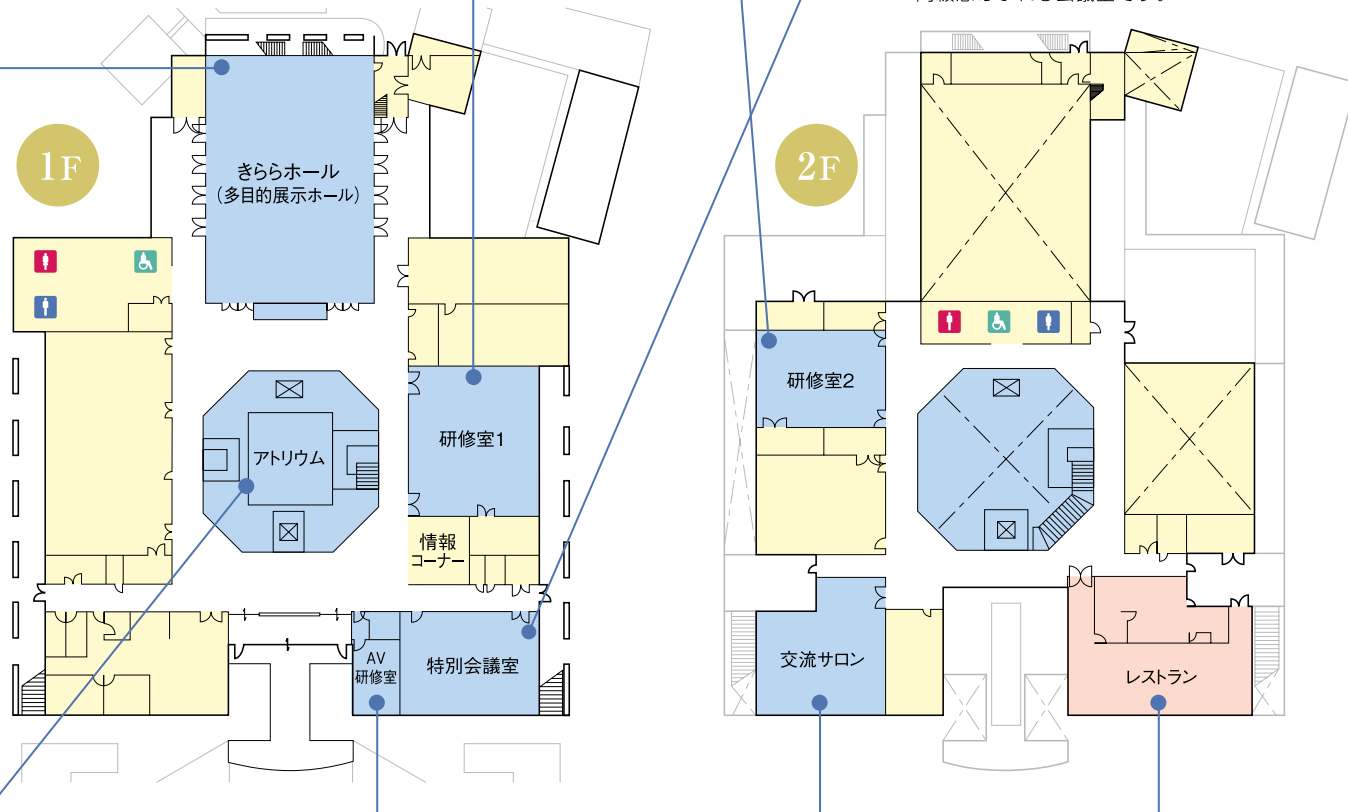 1F
きららホール
（多目的展示ホール）
アトリウム
研修室1
情報
コーナー
AV
研修室
特別会議室
2F
研修室2
交流サロン
レストラン